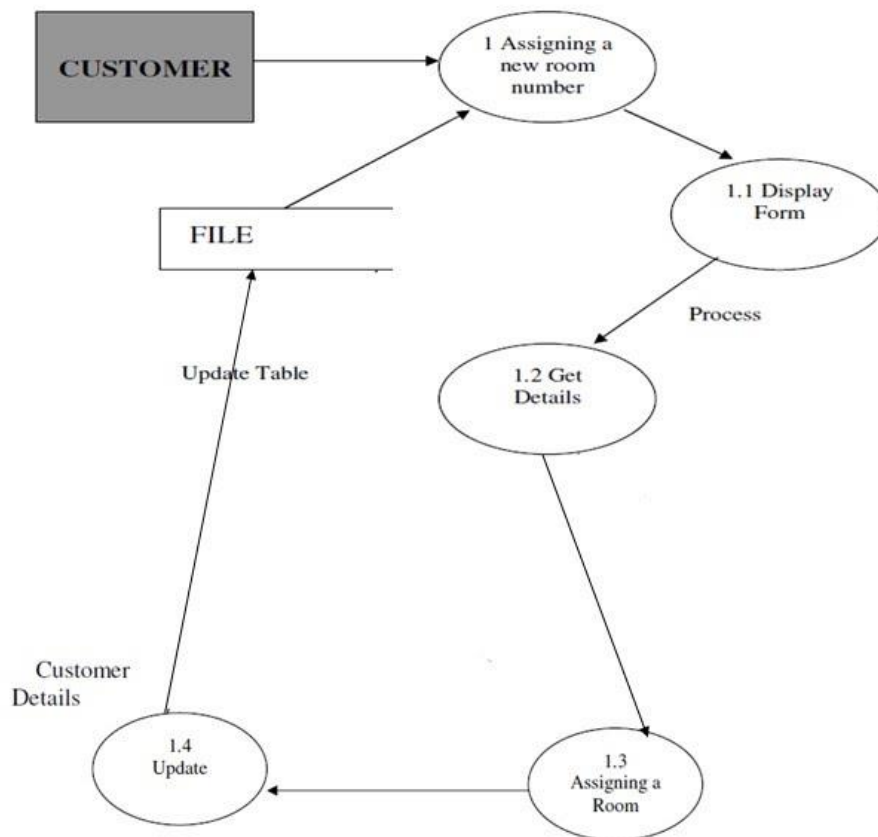 CUSTOMER
1 Assigning a
new room
number
1.1 Display
Form
FILE
Process
Update Table
1.2 Get
Details
Customer
Details
1.4
Update
1.3
Assigning a
Room